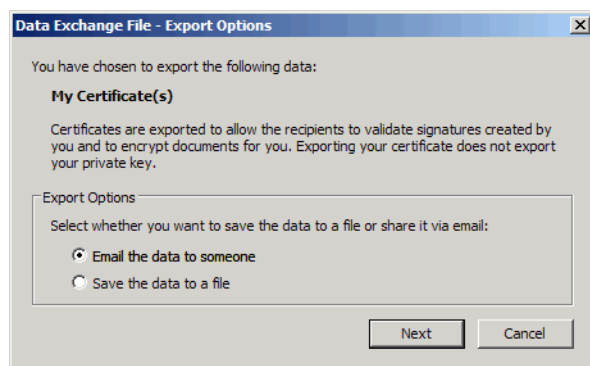 Data Exchange File - Export Options
You have chosen to export the following data:
My Certificate(s)
Certificates are exported to allow the recipients to validate signatures created by
you and to encrypt documents for you. Exporting your certificate does not export
your private key.
Export Options
Select whether you want to save the data to a file or share it via email:
Email the data to someone
Save the data to a file
Next Cancel